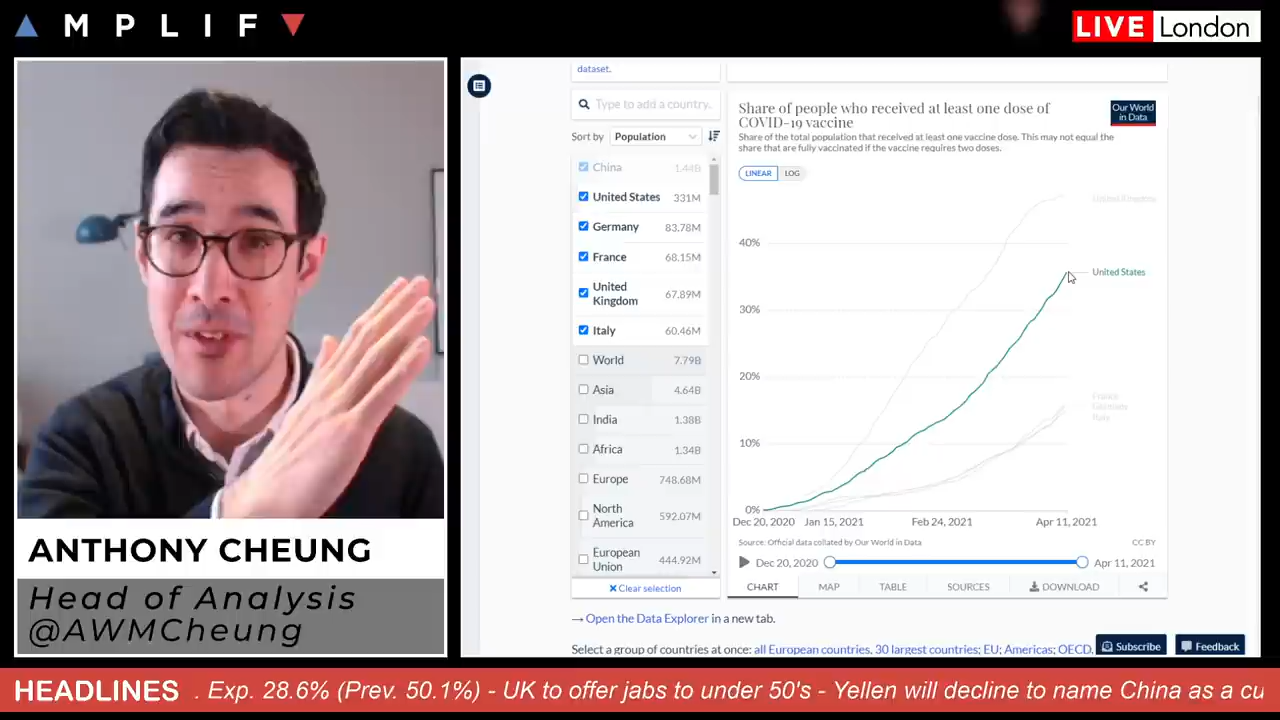 MPLIF
LIVE London
dataset.
Type to add a country.
Sort by Population
China 1.44B
United States 331M
Germany 83.78M
France 68.15M
United
Kingdom 67.89M
Italy 60.46M
World 7.79B
Asia 4.64B
India 1.38B
Africa 1.34B
Europe 748.68M
North
America 592.07M
European
Union 444.92M
Clear selection
Share of people who received at least one dose of
COVID-19 vaccine
Our World
in Data
Share of the total population that received at least one vaccine dose. This may not equal the
share that are fully vaccinated if the vaccine requires two doses.
LINEAR LOG
United Kingdom
40%
United States
30%
20%
France
Germany
Italy
10%
0%
Dec 20, 2020 Jan 15, 2021 Feb 24, 2021 Apr 11, 2021
Source: Official data collated by Our World in Data CC BY
Dec 20, 2020 Apr 11, 2021
CHART MAP TABLE SOURCES DOWNLOAD
→ Open the Data Explorer in a new tab.
Select a group of countries at once: all European countries, 30 largest countries; EU; Americas; OECD.
Subscribe Feedback
ANTHONY CHEUNG
Head of Analysis
@AWMCheung
HEADLINES . Exp. 28.6% (Prev. 50.1%) - UK to offer jabs to under 50's - Yellen will decline to name China as a cu